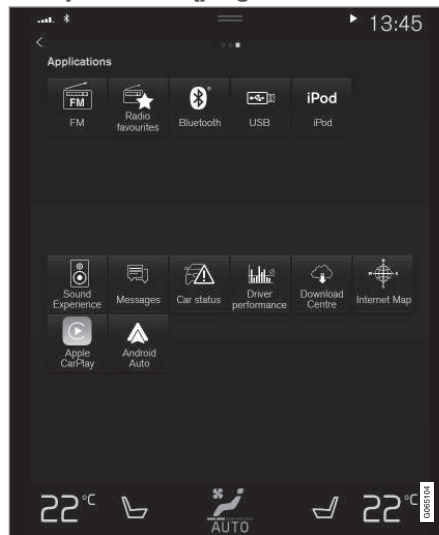 13:45
Applications
FM
FM
Radio
favourites
Bluetooth
USB
iPod
iPod
Sound
Experience
Messages
Car status
Driver
performance
Download
Centre
Internet Map
Apple
CarPlay
Android
Auto
22°C
AUTO
22°C
G065104